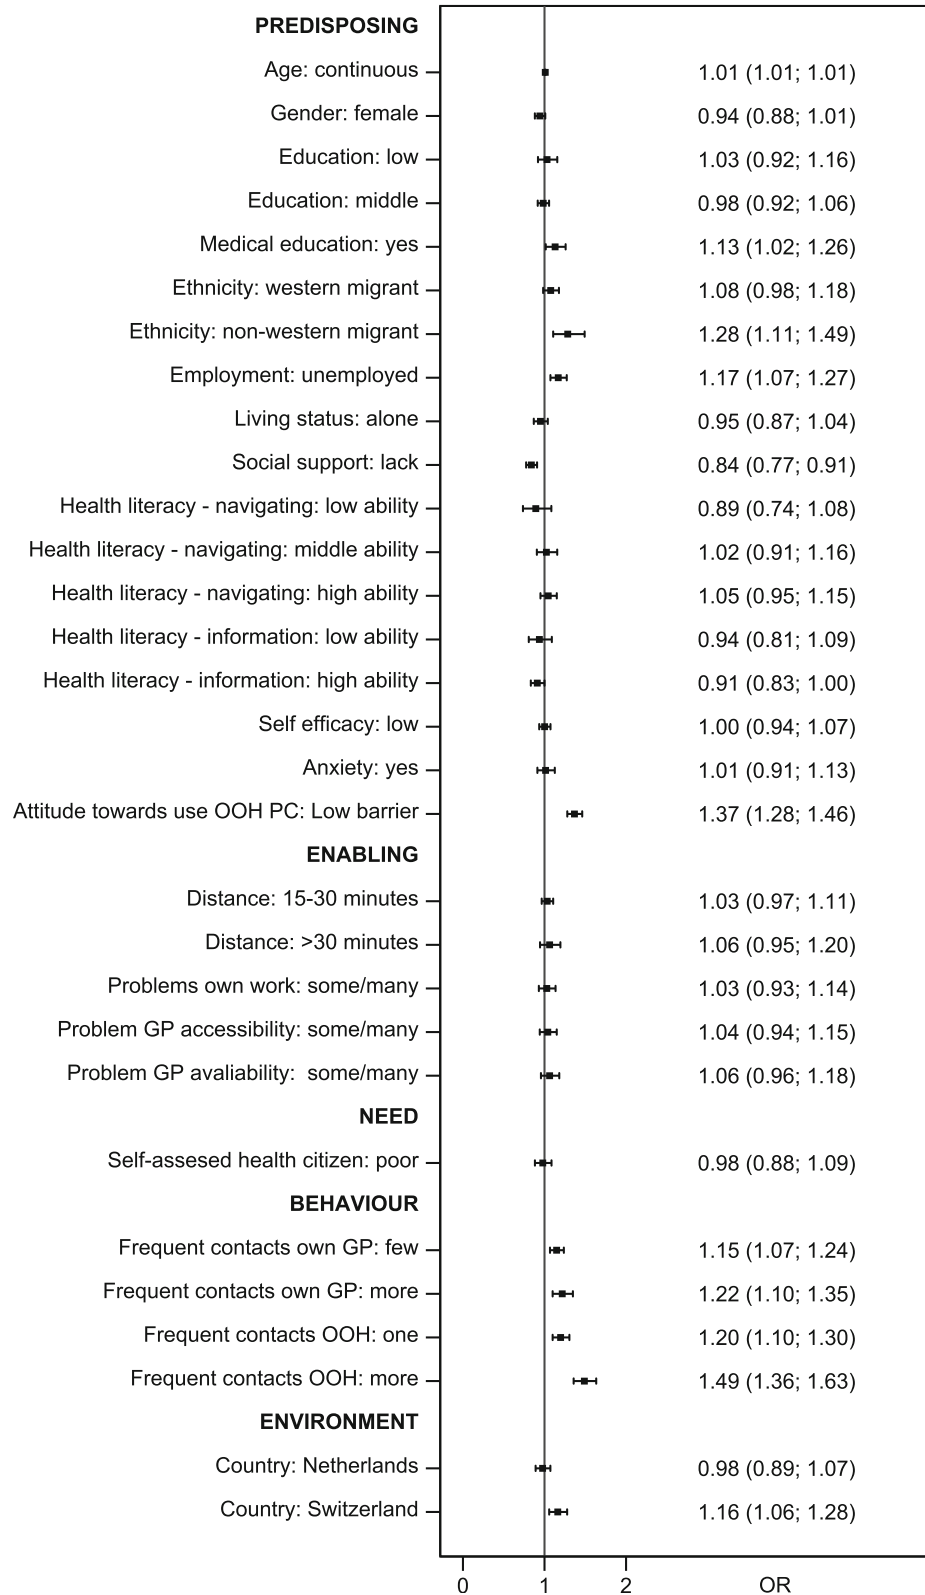 PREDISPOSING
Age: continuous 1.01 (1.01; 1.01)
Gender: female 0.94 (0.88; 1.01)
Education: low 1.03 (0.92; 1.16)
Education: middle 0.98 (0.92; 1.06)
Medical education: yes 1.13 (1.02; 1.26)
Ethnicity: western migrant 1.08 (0.98; 1.18)
Ethnicity: non-western migrant 1.28 (1.11; 1.49)
Employment: unemployed 1.17 (1.07; 1.27)
Living status: alone 0.95 (0.87; 1.04)
Social support: lack 0.84 (0.77; 0.91)
Health literacy - navigating: low ability 0.89 (0.74; 1.08)
Health literacy - navigating: middle ability 1.02 (0.91; 1.16)
Health literacy - navigating: high ability 1.05 (0.95; 1.15)
Health literacy - information: low ability 0.94 (0.81; 1.09)
Health literacy - information: high ability 0.91 (0.83; 1.00)
Self efficacy: low 1.00 (0.94; 1.07)
Anxiety: yes 1.01 (0.91; 1.13)
Attitude towards use OOH PC: Low barrier 1.37 (1.28; 1.46)
ENABLING
Distance: 15-30 minutes 1.03 (0.97; 1.11)
Distance: >30 minutes 1.06 (0.95; 1.20)
Problems own work: some/many 1.03 (0.93; 1.14)
Problem GP accessibility: some/many 1.04 (0.94; 1.15)
Problem GP avaliability:  some/many 1.06 (0.96; 1.18)
NEED
Self-assesed health citizen: poor 0.98 (0.88; 1.09)
BEHAVIOUR
Frequent contacts own GP: few 1.15 (1.07; 1.24)
Frequent contacts own GP: more 1.22 (1.10; 1.35)
Frequent contacts OOH: one 1.20 (1.10; 1.30)
Frequent contacts OOH: more 1.49 (1.36; 1.63)
ENVIRONMENT
Country: Netherlands 0.98 (0.89; 1.07)
Country: Switzerland 1.16 (1.06; 1.28)
0 1 2 OR